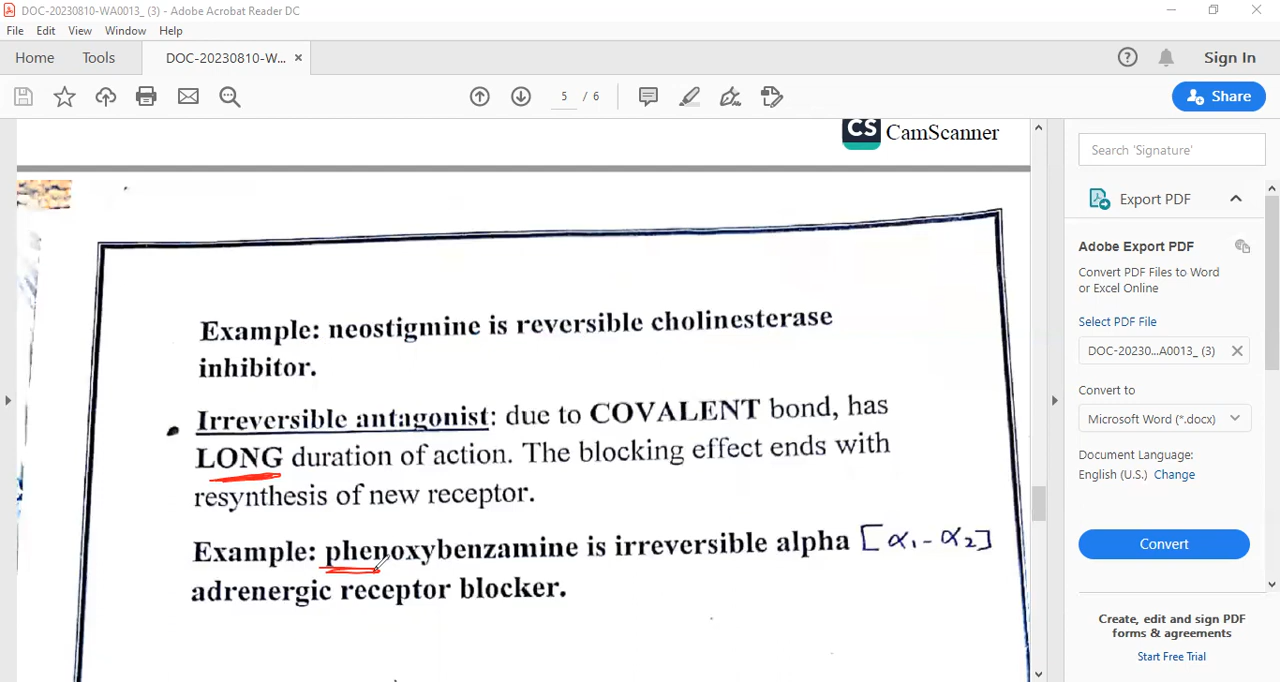 DOC-20230810-WA0013_ (3) - Adobe Acrobat Reader DC
File Edit View Window Help
Home Tools DOC-20230810-W... × Sign In
5 / 6 Share
CS CamScanner
Example: neostigmine is reversible cholinesterase
inhibitor.
Irreversible antagonist: due to COVALENT bond, has
LONG duration of action. The blocking effect ends with
resynthesis of new receptor.
Example: phenoxybenzamine is irreversible alpha [α₁-α₂]
adrenergic receptor blocker.
Search 'Signature'
Export PDF
Adobe Export PDF
Convert PDF Files to Word
or Excel Online
Select PDF File
DOC-20230...A0013_ (3)
Convert to
Microsoft Word (*.docx)
Document Language:
English (U.S.) Change
Convert
Create, edit and sign PDF
forms & agreements
Start Free Trial